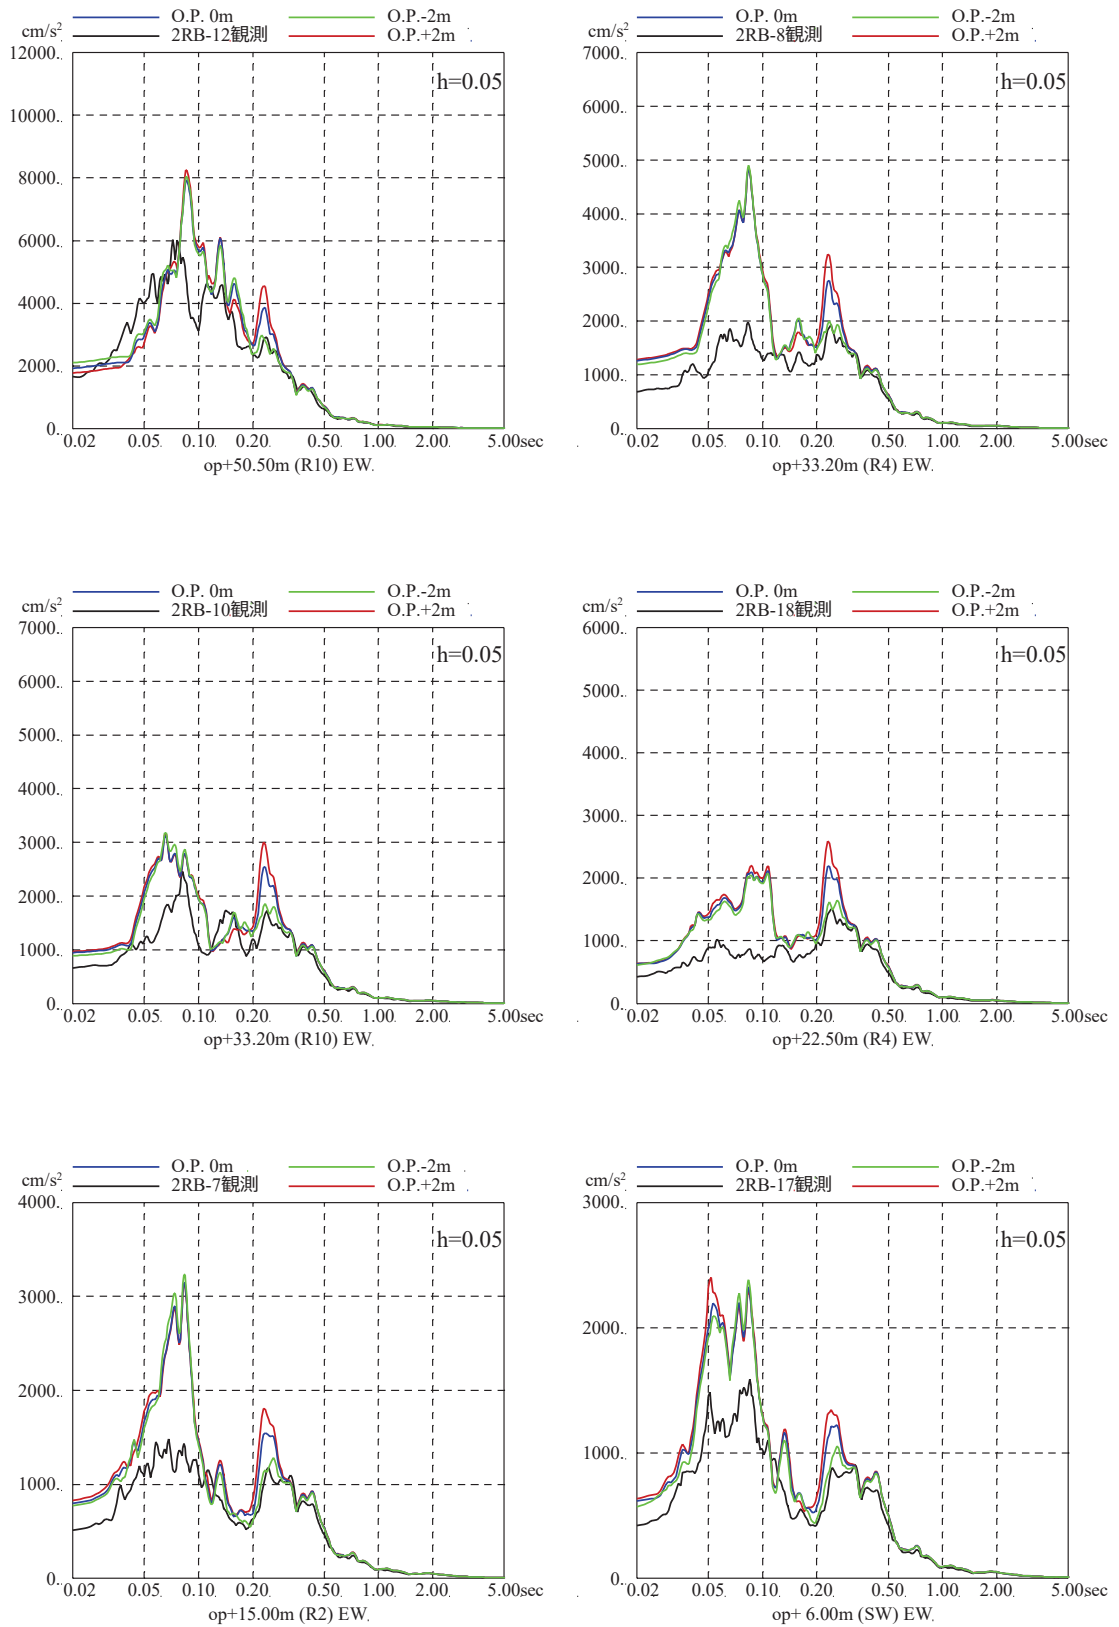 O.P. 0m O.P.-2m
cm/s² 2RB-12観測 O.P.+2m
12000.
h=0.05
10000.
8000.
6000.
4000.
2000.
0.
0.02 0.05 0.10 0.20 0.50 1.00 2.00 5.00sec
op+50.50m (R10) EW
O.P. 0m O.P.-2m
cm/s² 2RB-8観測 O.P.+2m
7000.
h=0.05
6000.
5000.
4000.
3000.
2000.
1000.
0.
0.02 0.05 0.10 0.20 0.50 1.00 2.00 5.00sec
op+33.20m (R4) EW
O.P. 0m O.P.-2m
cm/s² 2RB-10観測 O.P.+2m
7000.
h=0.05
6000.
5000.
4000.
3000.
2000.
1000.
0.
0.02 0.05 0.10 0.20 0.50 1.00 2.00 5.00sec
op+33.20m (R10) EW
O.P. 0m O.P.-2m
cm/s² 2RB-18観測 O.P.+2m
6000.
h=0.05
5000.
4000.
3000.
2000.
1000.
0.
0.02 0.05 0.10 0.20 0.50 1.00 2.00 5.00sec
op+22.50m (R4) EW
O.P. 0m O.P.-2m
cm/s² 2RB-7観測 O.P.+2m
4000.
h=0.05
3000.
2000.
1000.
0.
0.02 0.05 0.10 0.20 0.50 1.00 2.00 5.00sec
op+15.00m (R2) EW
O.P. 0m O.P.-2m
cm/s² 2RB-17観測 O.P.+2m
3000.
h=0.05
2000.
1000.
0.
0.02 0.05 0.10 0.20 0.50 1.00 2.00 5.00sec
op+ 6.00m (SW) EW